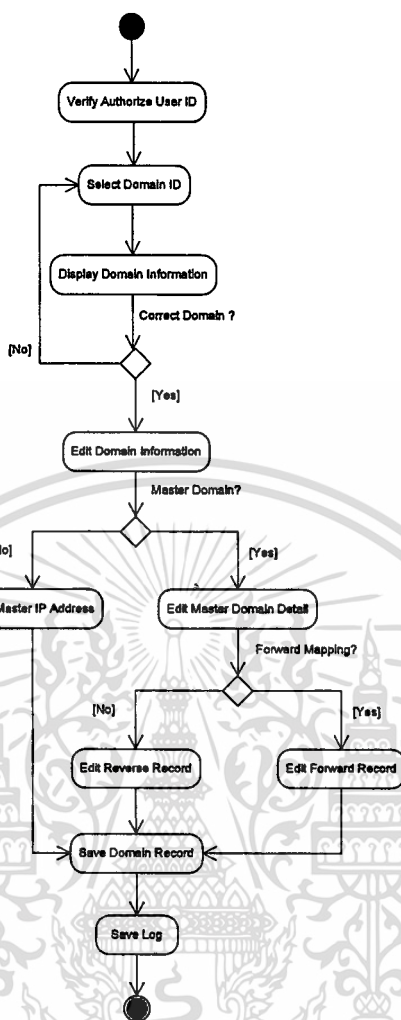 Verify Authorize User ID
Select Domain ID
Display Domain Information
Correct Domain ?
[No]
[Yes]
Edit Domain Information
Master Domain?
[Yes]
Master IP Address
Edit Master Domain Detail
Forward Mapping?
[No]
[Yes]
Edit Reverse Record
Edit Forward Record
Save Domain Record
Save Log